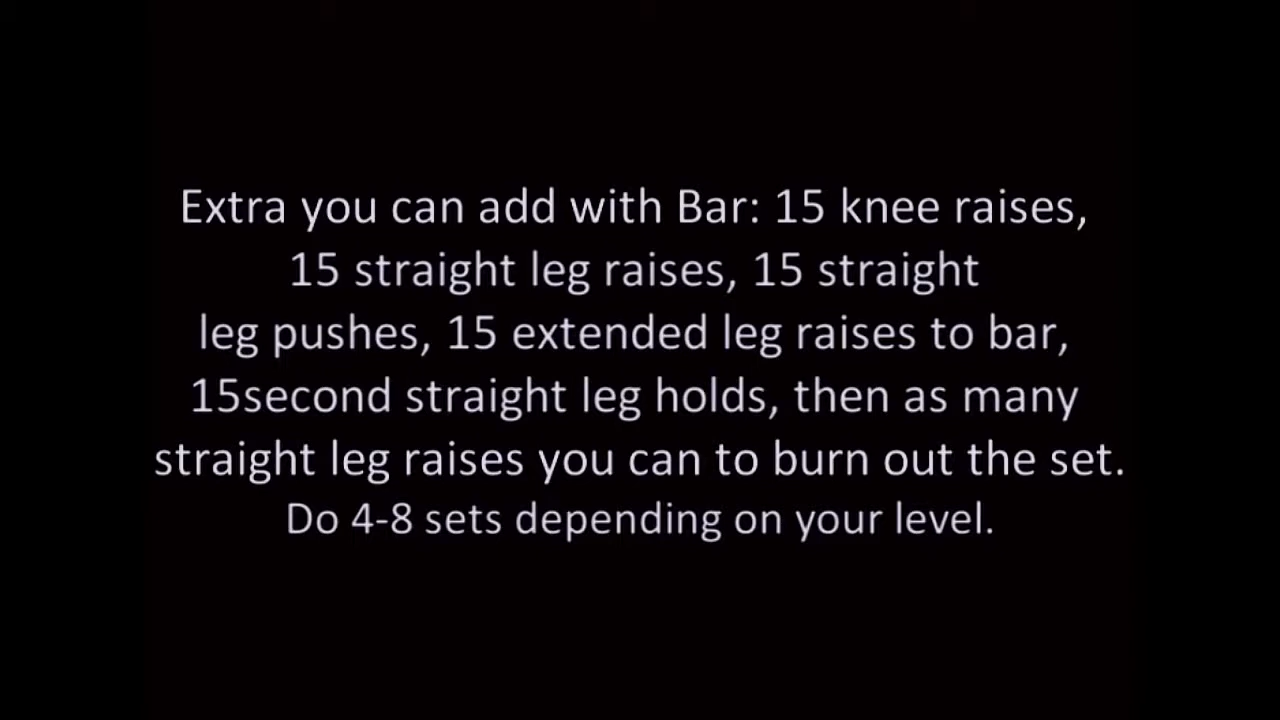 Extra you can add with Bar: 15 knee raises,
15 straight leg raises, 15 straight
leg pushes, 15 extended leg raises to bar,
15second straight leg holds, then as many
straight leg raises you can to burn out the set.
Do 4-8 sets depending on your level.